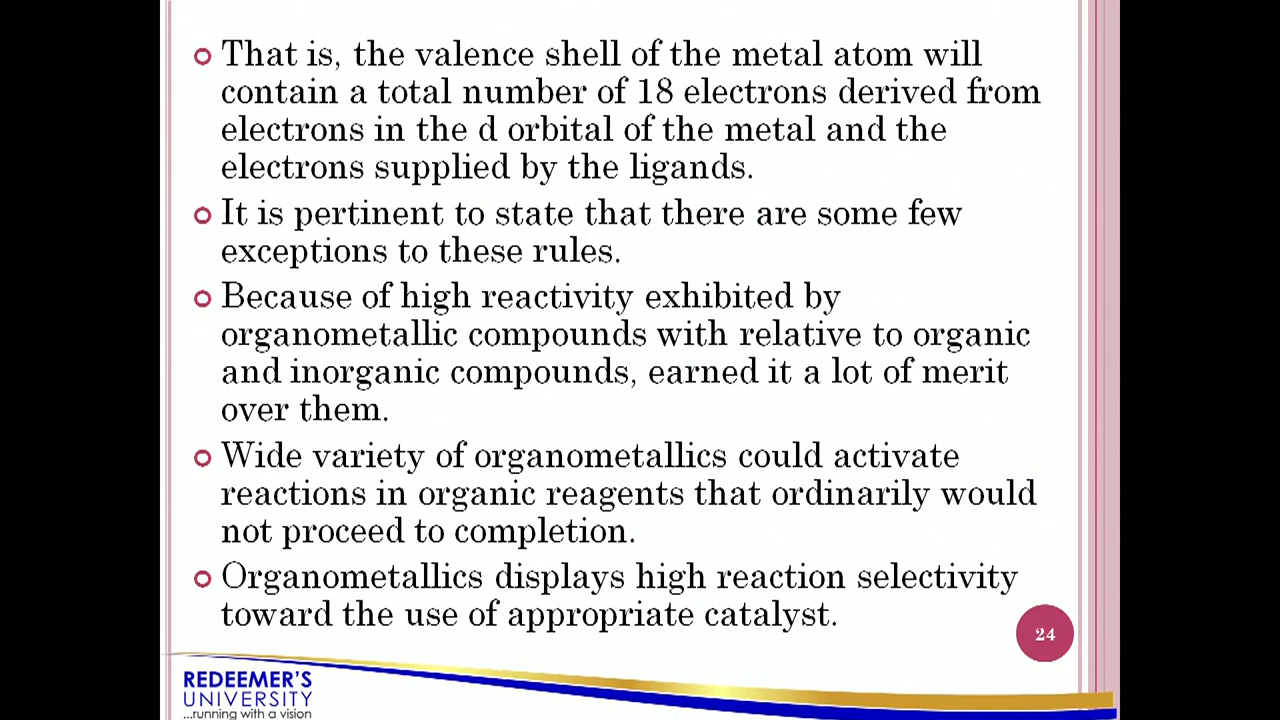 That is, the valence shell of the metal atom will
contain a total number of 18 electrons derived from
electrons in the d orbital of the metal and the
electrons supplied by the ligands.
It is pertinent to state that there are some few
exceptions to these rules.
Because of high reactivity exhibited by
organometallic compounds with relative to organic
and inorganic compounds, earned it a lot of merit
over them.
Wide variety of organometallics could activate
reactions in organic reagents that ordinarily would
not proceed to completion.
Organometallics displays high reaction selectivity
toward the use of appropriate catalyst.
24
REDEEMER'S
UNIVERSITY
...running with a vision